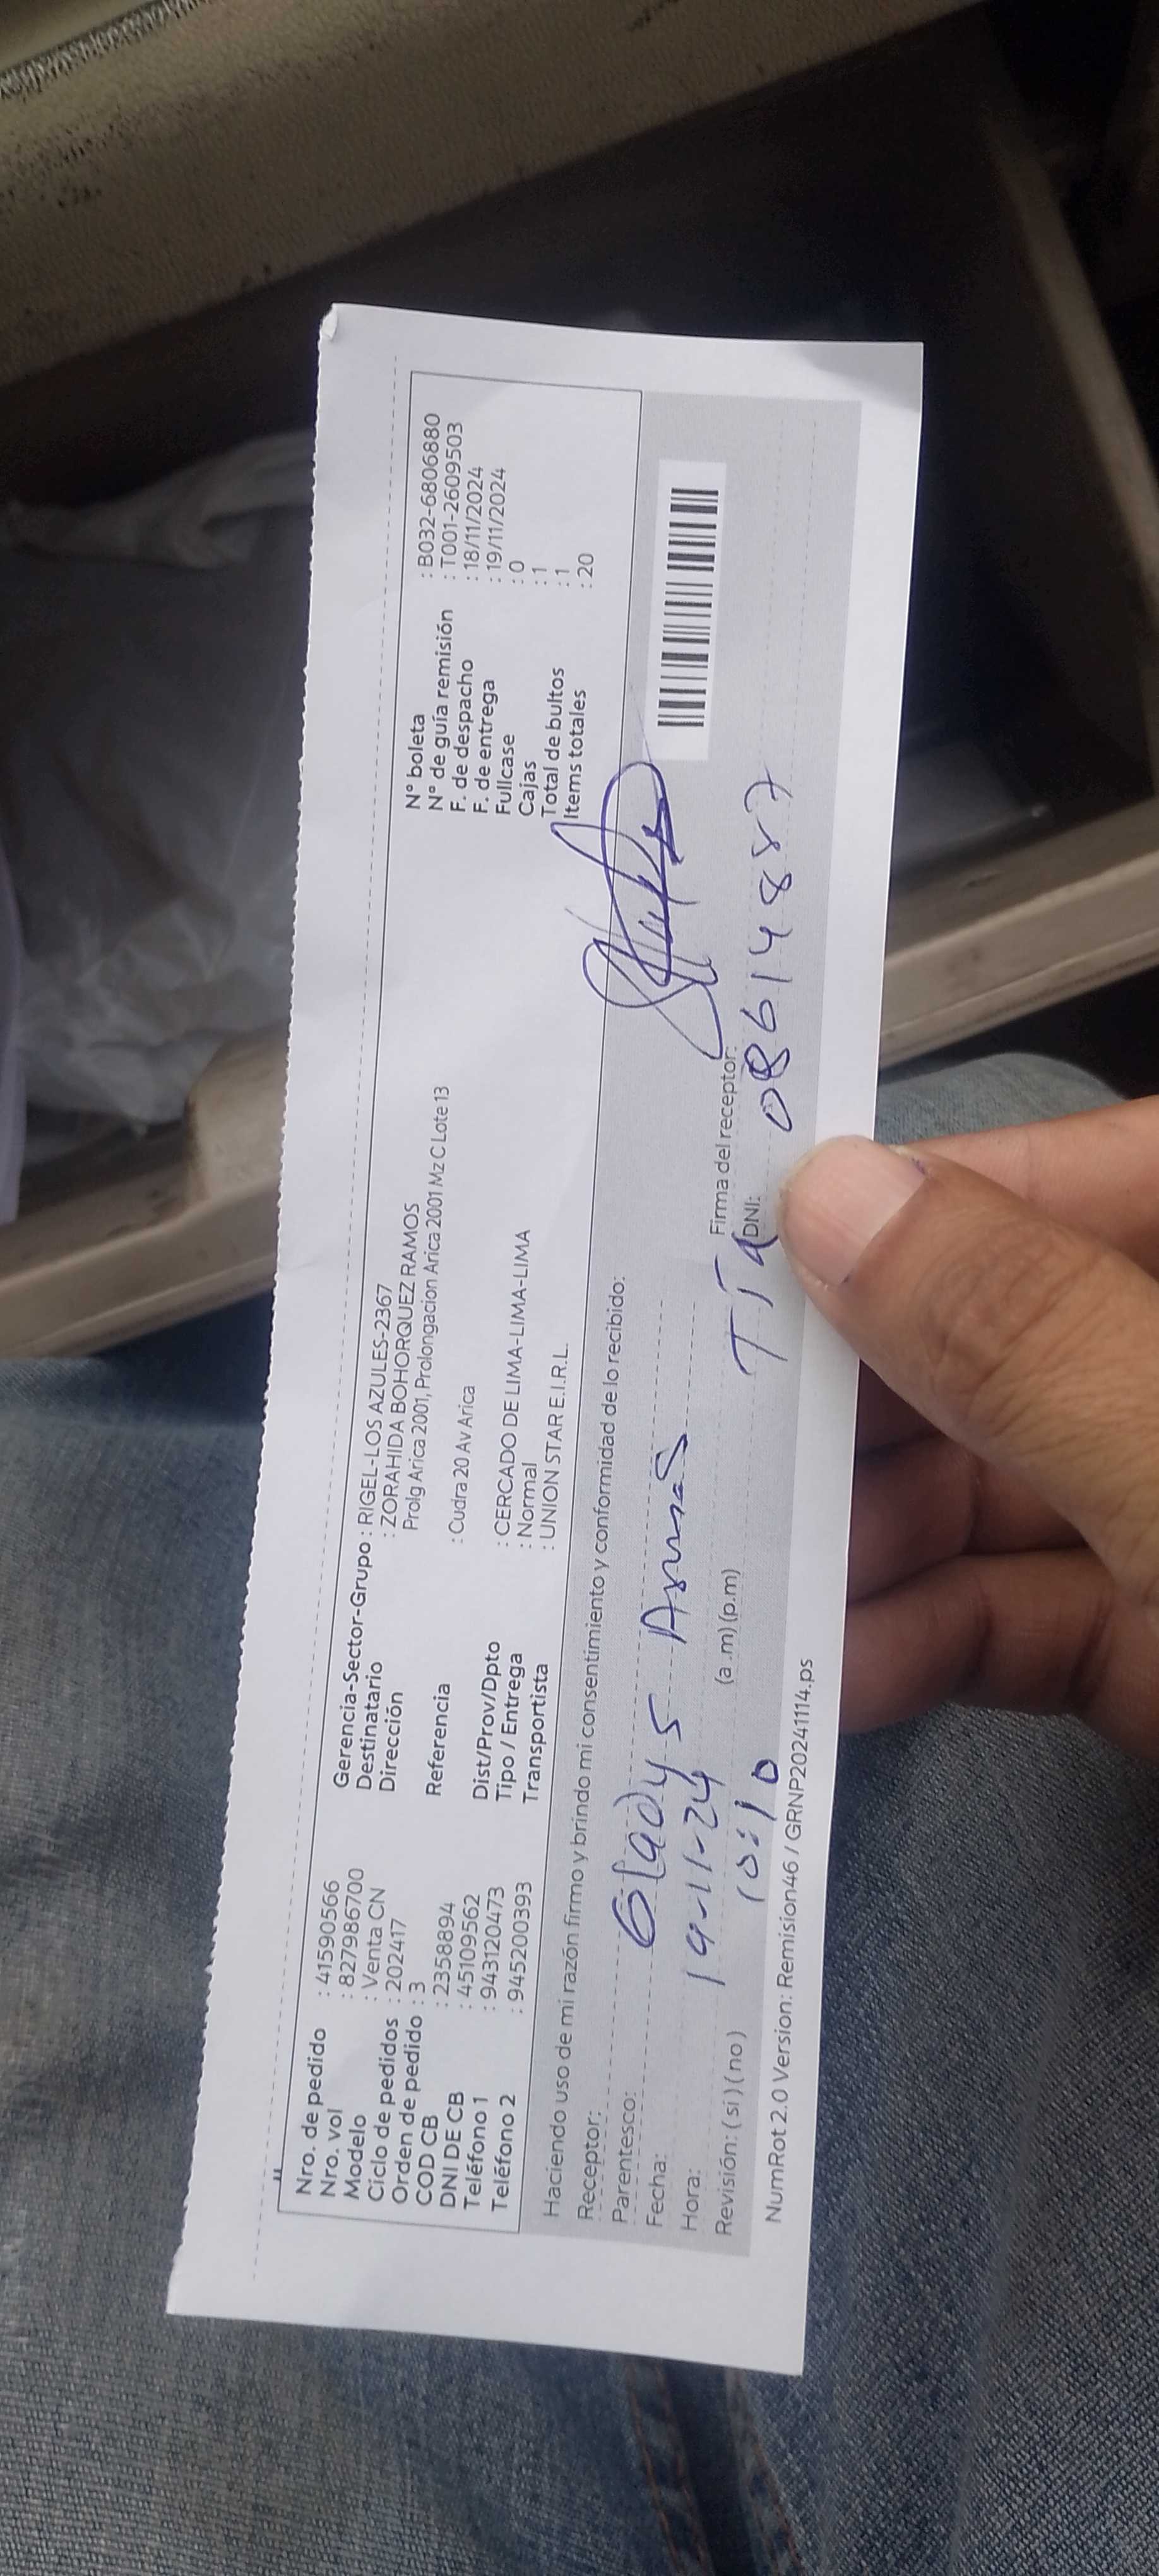 Nro. de pedido : 41590566
Nro. vol : 8279986700
Modelo : Venta CN
Ciclo de pedidos : 202417
Orden de pedido : 3
COD CB : 2358894
DNI DE CB : 45109562
Teléfono 1 : 943120473
Teléfono 2 : 945200393
Gerencia-Sector-Grupo : RIGEL-LOS AZULES-2367
Destinatario : ZORAHIDA BOHORQUEZ RAMOS
Dirección Prolg Arica 2001, Prolongacion Arica 2001 Mz C Lote 13
Referencia : Cudra 20 Av Arica
Dist/Prov/Dpto : CERCADO DE LIMA-LIMA-LIMA
Tipo / Entrega : Normal
Transportista : UNION STAR E.I.R.L.
N° boleta : B032-6806880
N° de guía remisión : T001-2609503
F. de despacho : 18/11/2024
F. de entrega : 19/11/2024
Fullcase : 0
Cajas : 1
Total de bultos : 1
Items totales : 20
Haciendo uso de mi razón firmo y brindo mi consentimiento y conformidad de lo recibido:
Receptor:
Parentesco: Gladys
Fecha: 19-11-24
Hora: 10:10 (a .m) (p.m)
Revisión: ( si ) ( no )
Firma del receptor:
Tía
DNI: 08614887
NumRot 2.0 Version: Remision46 / GRNP20241114.ps